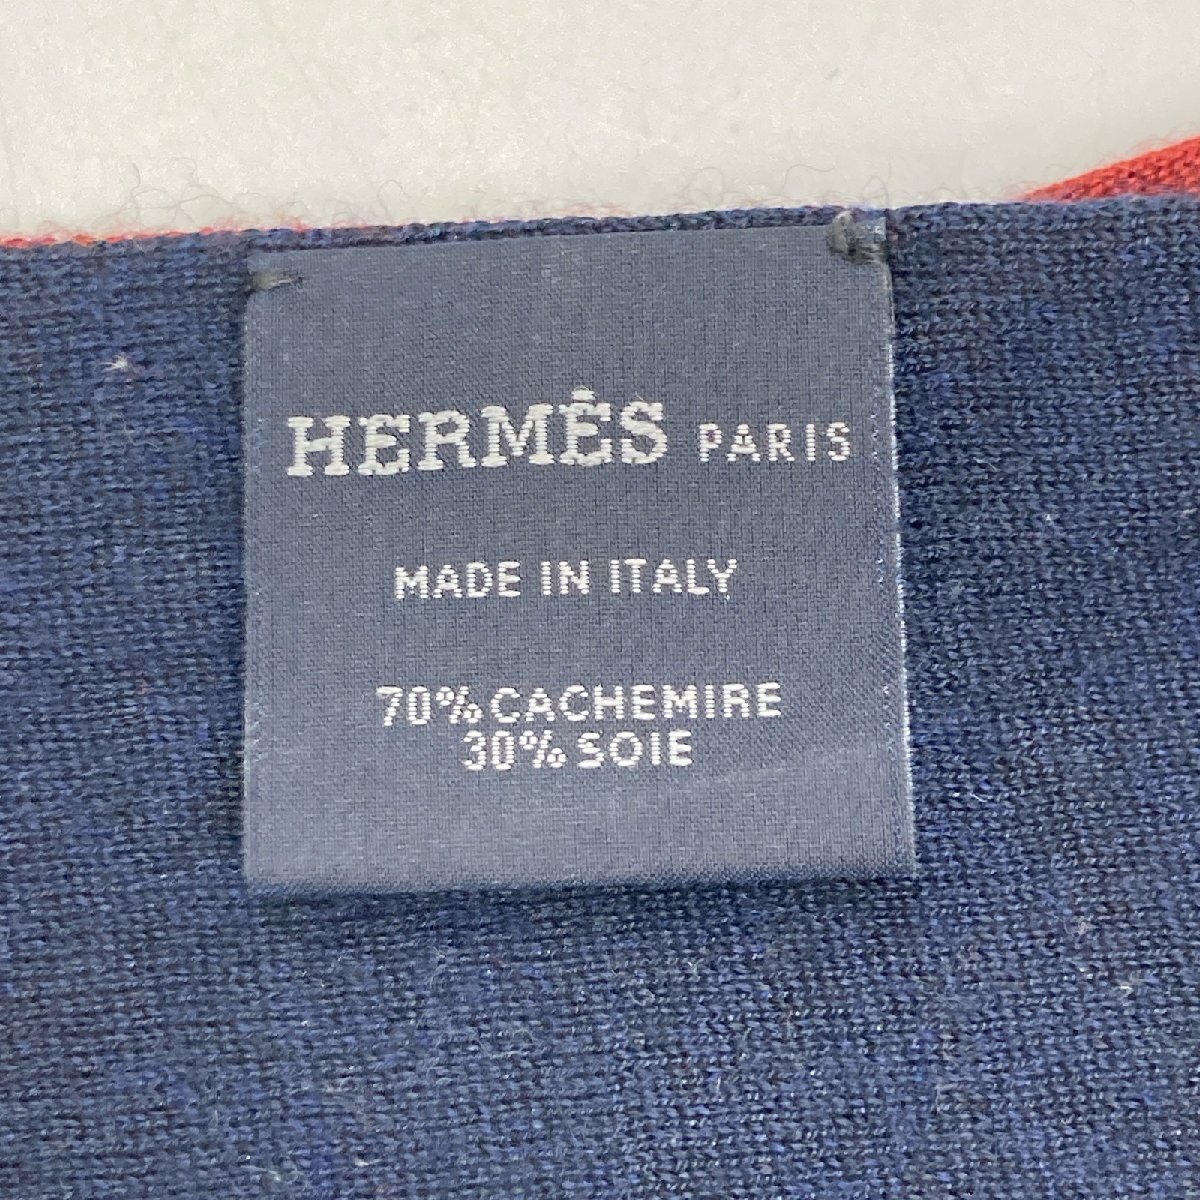 HERMÈS PARIS
MADE IN ITALY
70% CACHEMIRE
30% SOIE